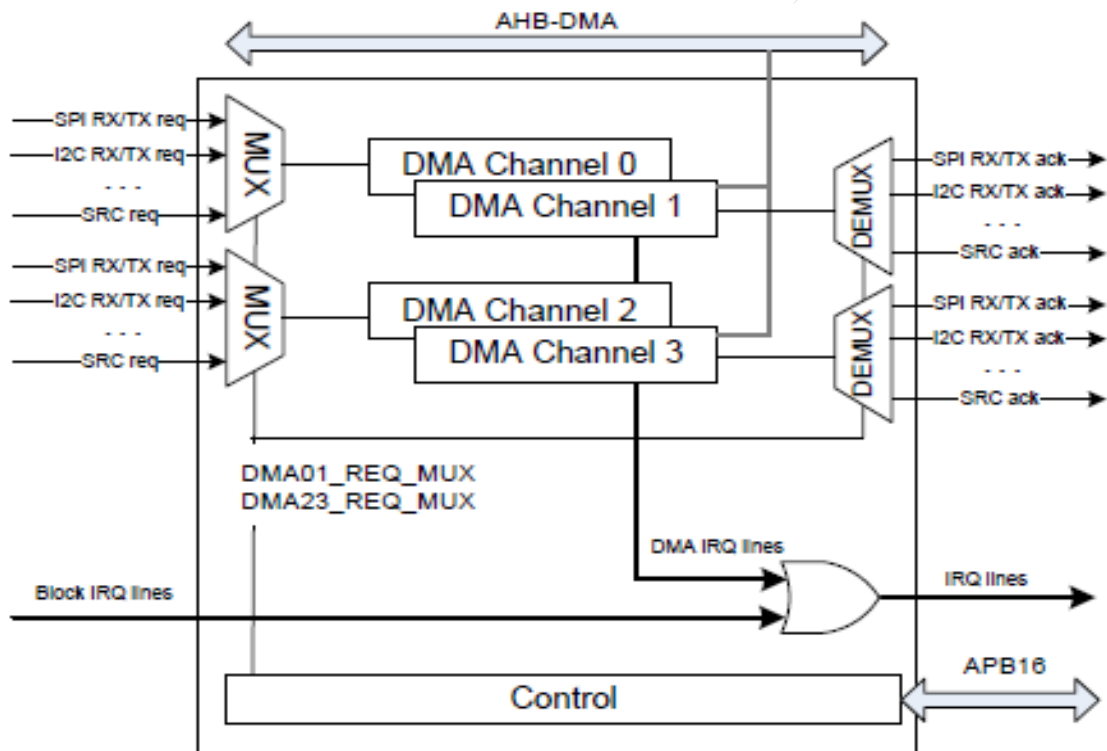 AHB-DMA
SPI RX/TX req
I2C RX/TX req
- - -
SRC req
MUX
DMA Channel 0
DMA Channel 1
DEMUX
SPI RX/TX ack
I2C RX/TX ack
- - -
SRC ack
SPI RX/TX req
I2C RX/TX req
- - -
SRC req
MUX
DMA Channel 2
DMA Channel 3
DEMUX
SPI RX/TX ack
I2C RX/TX ack
- - -
SRC ack
DMA01_REQ_MUX
DMA23_REQ_MUX
DMA IRQ lines
Block IRQ lines
IRQ lines
APB16
Control